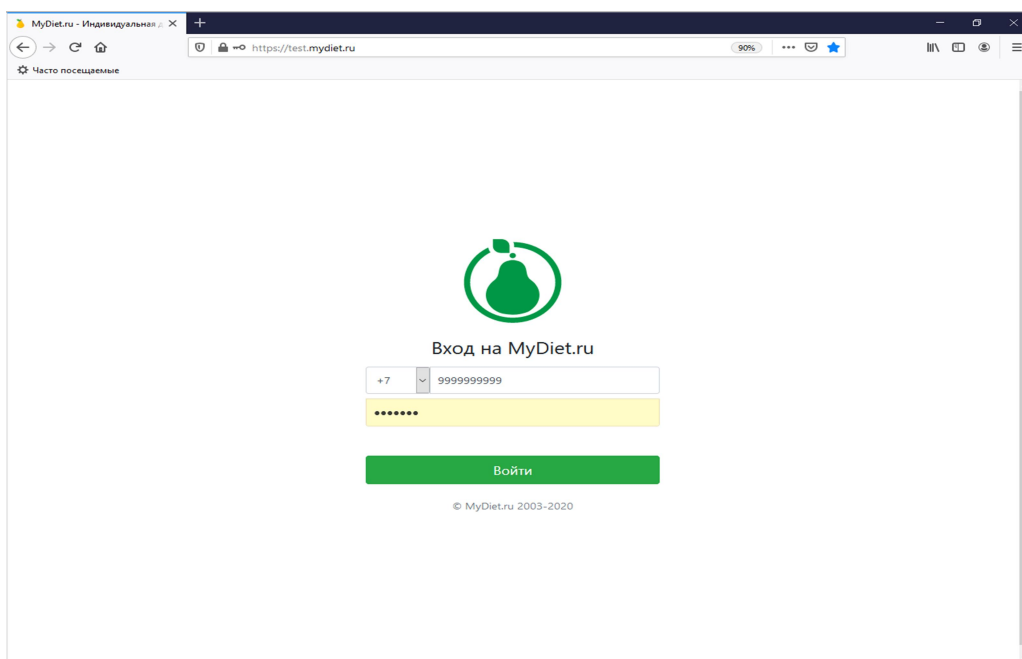 MyDiet.ru - Индивидуальная д
https://test.mydiet.ru
90%
Часто посещаемые
Вход на MyDiet.ru
+7
9999999999
•••••••
Войти
© MyDiet.ru 2003-2020